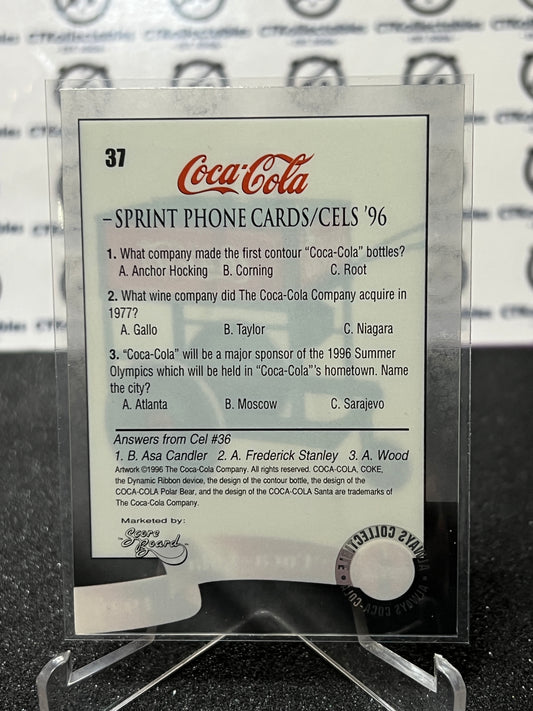 37
Coca-Cola
– SPRINT PHONE CARDS/CELS '96
1. What company made the first contour "Coca-Cola" bottles?
A. Anchor Hocking B. Corning C. Root
2. What wine company did The Coca-Cola Company acquire in
1977?
A. Gallo B. Taylor C. Niagara
3. "Coca-Cola" will be a major sponsor of the 1996 Summer
Olympics which will be held in "Coca-Cola"'s hometown. Name
the city?
A. Atlanta B. Moscow C. Sarajevo
Answers from Cel #36
1. B. Asa Candler 2. A. Frederick Stanley 3. A. Wood
Artwork ©1996 The Coca-Cola Company. All rights reserved. COCA-COLA, COKE,
the Dynamic Ribbon device, the design of the contour bottle, the design of the
COCA-COLA Polar Bear, and the design of the COCA-COLA Santa are trademarks of
The Coca-Cola Company.
Marketed by:
Score
Board™
ALWAYS COLLECTIBLE • ALWAYS COCA-COLA •